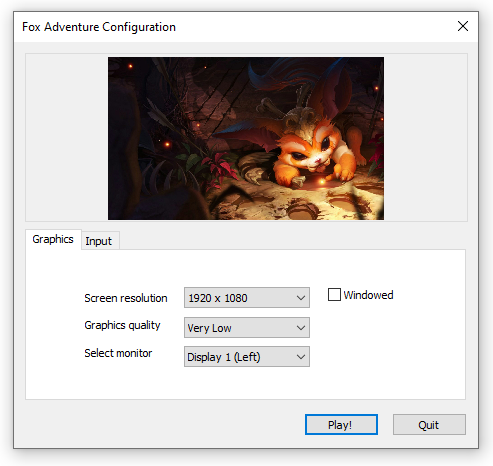 Fox Adventure Configuration
Graphics Input
Screen resolution 1920 x 1080 Windowed
Graphics quality Very Low
Select monitor Display 1 (Left)
Play! Quit